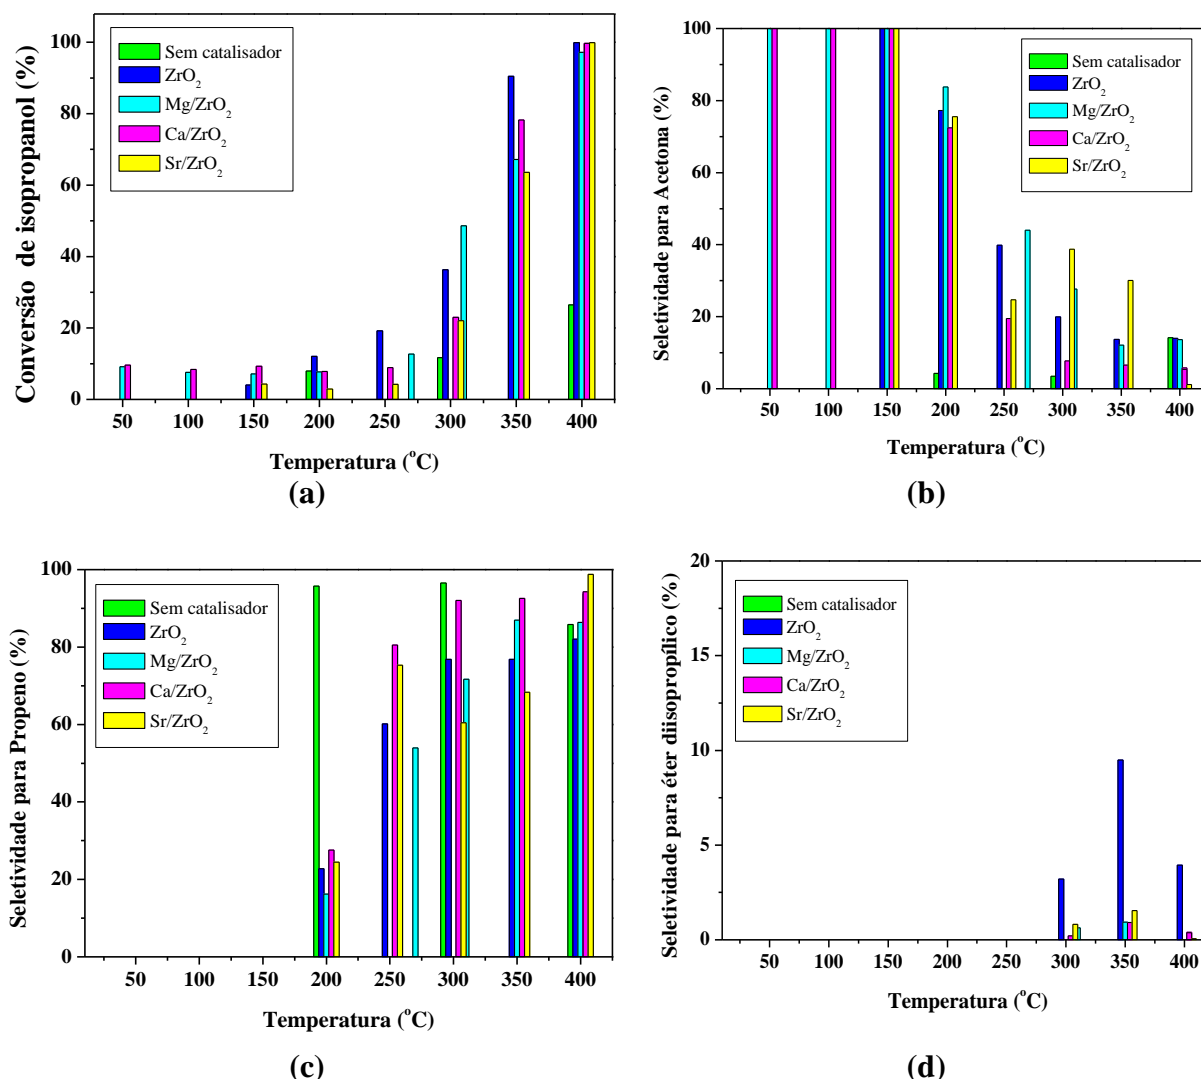 Conversão de isopropanol (%)
100
80
60
40
20
0
Sem catalisador
ZrO2
Mg/ZrO2
Ca/ZrO2
Sr/ZrO2
50 100 150 200 250 300 350 400
Temperatura (oC)
(a)
Seletividade para Acetona (%)
100
80
60
40
20
0
Sem catalisador
ZrO2
Mg/ZrO2
Ca/ZrO2
Sr/ZrO2
50 100 150 200 250 300 350 400
Temperatura (oC)
(b)
Seletividade para Propeno (%)
100
80
60
40
20
0
Sem catalisador
ZrO2
Mg/ZrO2
Ca/ZrO2
Sr/ZrO2
50 100 150 200 250 300 350 400
Temperatura (oC)
(c)
Seletividade para éter diisopropílico (%)
20
15
10
5
0
Sem catalisador
ZrO2
Mg/ZrO2
Ca/ZrO2
Sr/ZrO2
50 100 150 200 250 300 350 400
Temperatura (oC)
(d)